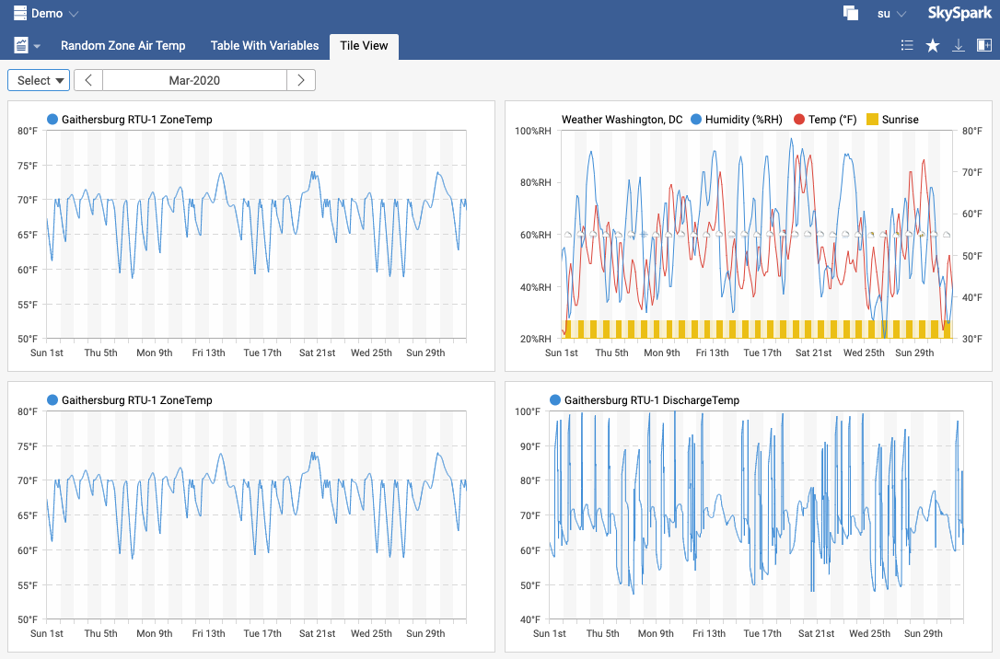 Demo su SkySpark
Random Zone Air Temp Table With Variables Tile View
Select Mar-2020
Gaithersburg RTU-1 ZoneTemp
80°F
75°F
70°F
65°F
60°F
55°F
50°F
Sun 1st Thu 5th Mon 9th Fri 13th Tue 17th Sat 21st Wed 25th Sun 29th
Weather Washington, DC Humidity (%RH) Temp (°F) Sunrise
100%RH 80°F
80%RH 70°F
60°F
60%RH 50°F
40%RH 40°F
20%RH 30°F
Sun 1st Thu 5th Mon 9th Fri 13th Tue 17th Sat 21st Wed 25th Sun 29th
Gaithersburg RTU-1 ZoneTemp
80°F
75°F
70°F
65°F
60°F
55°F
50°F
Sun 1st Thu 5th Mon 9th Fri 13th Tue 17th Sat 21st Wed 25th Sun 29th
Gaithersburg RTU-1 DischargeTemp
100°F
90°F
80°F
70°F
60°F
50°F
40°F
Sun 1st Thu 5th Mon 9th Fri 13th Tue 17th Sat 21st Wed 25th Sun 29th